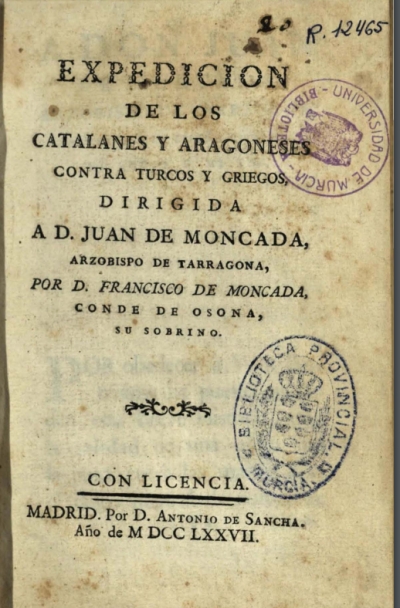 R. 12465
EXPEDICION
DE LOS
CATALANES Y ARAGONESES
CONTRA TURCOS Y GRIEGOS,
DIRIGIDA
A D. JUAN DE MONCADA,
ARZOBISPO DE TARRAGONA,
POR D. FRANCISCO DE MONCADA,
CONDE DE OSONA,
SU SOBRINO.
CON LICENCIA.
MADRID. Por D. ANTONIO DE SANCHA.
Año de M DCC LXXVII.
UNIVERSIDAD DE MURCIA - BIBLIOTECA
BIBLIOTECA PROVINCIAL
MURCIA.